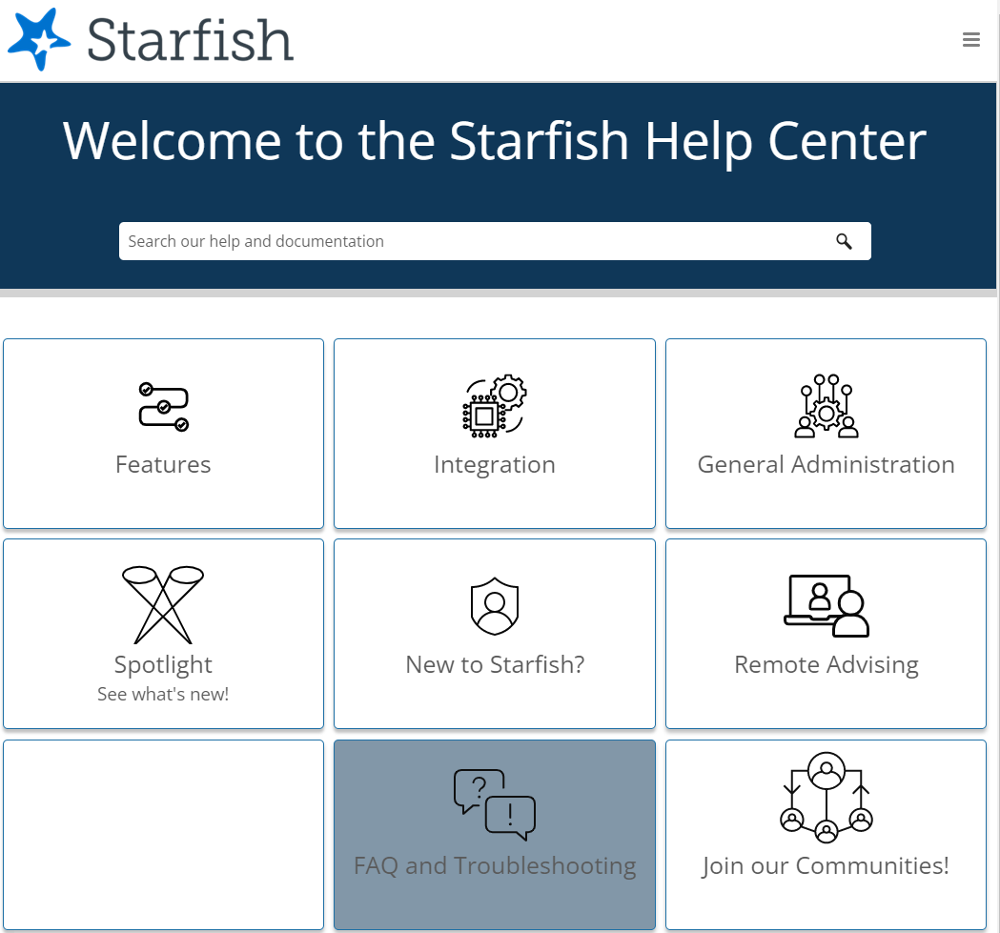 Starfish
Welcome to the Starfish Help Center
Search our help and documentation
Features
Integration
General Administration
Spotlight
See what's new!
New to Starfish?
Remote Advising
?
!
FAQ and Troubleshooting
Join our Communities!